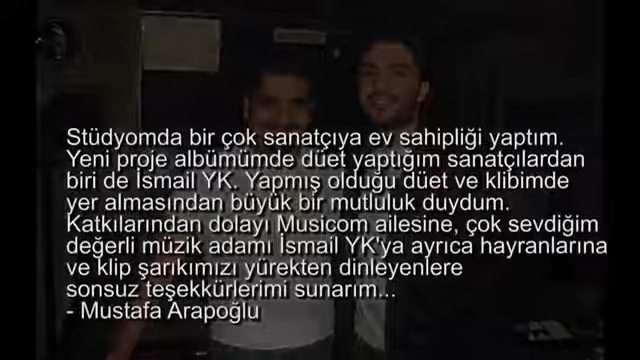 Stüdyomda bir çok sanatçıya ev sahipliği yaptım.
Yeni proje albümümde düet yaptığım sanatçılardan
biri de İsmail YK. Yapmış olduğu düet ve klibimde
yer almasından büyük bir mutluluk duydum.
Katkılarından dolayı Musicom ailesine, çok sevdiğim
değerli müzik adamı İsmail YK'ya ayrıca hayranlarına
ve klip şarıkımızı yürekten dinleyenlere
sonsuz teşekkürlerimi sunarım...
- Mustafa Arapoğlu